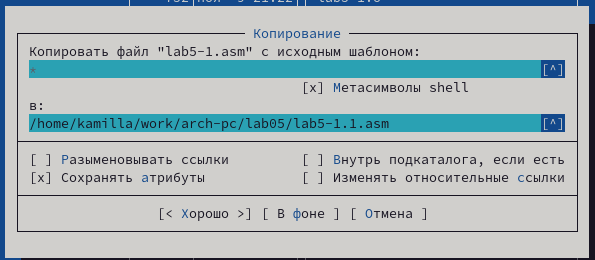 Копирование
Копировать файл "lab5-1.asm" с исходным шаблоном:
* [^]
[x] Метасимволы shell
в:
/home/kamilla/work/arch-pc/lab05/lab5-1.1.asm [^]
[ ] Разыменовывать ссылки [ ] Внутрь подкаталога, если есть
[x] Сохранять атрибуты [ ] Изменять относительные ссылки
[< Хорошо >] [ В фоне ] [ Отмена ]